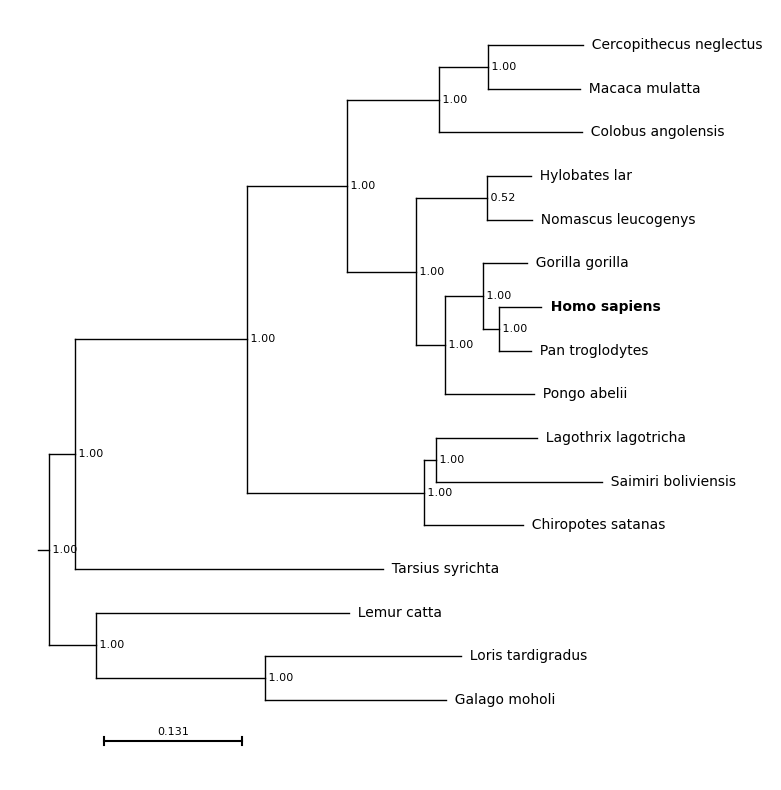 Cercopithecus neglectus
1.00
Macaca mulatta
1.00
Colobus angolensis
Hylobates lar
1.00
0.52
Nomascus leucogenys
Gorilla gorilla
1.00
1.00
Homo sapiens
1.00
1.00
1.00
Pan troglodytes
Pongo abelii
Lagothrix lagotricha
1.00
1.00
Saimiri boliviensis
1.00
Chiropotes satanas
1.00
Tarsius syrichta
Lemur catta
1.00
Loris tardigradus
1.00
Galago moholi
0.131